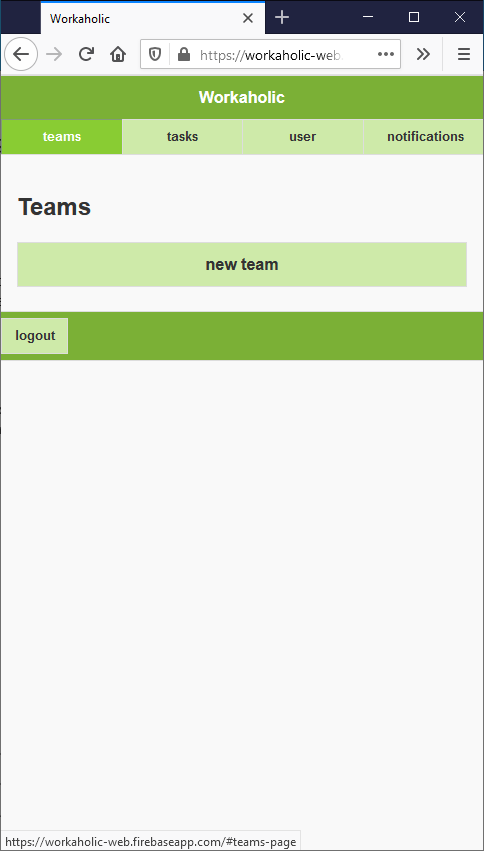 Workaholic
https://workaholic-web.
Workaholic
teams tasks user notifications
Teams
new team
logout
https://workaholic-web.firebaseapp.com/#teams-page